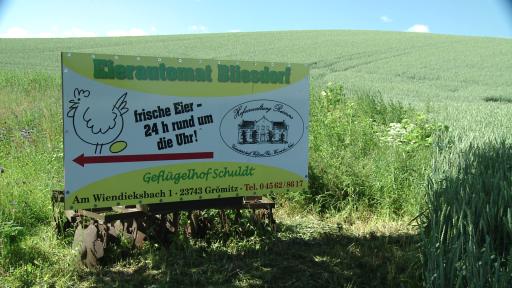 Eierautomat Bliesdorf
frische Eier -
24 h rund um
die Uhr!
Geflügelhof Schuldt
Am Wiendieksbach 1 - 23743 Grömitz - Tel. 04562/8617